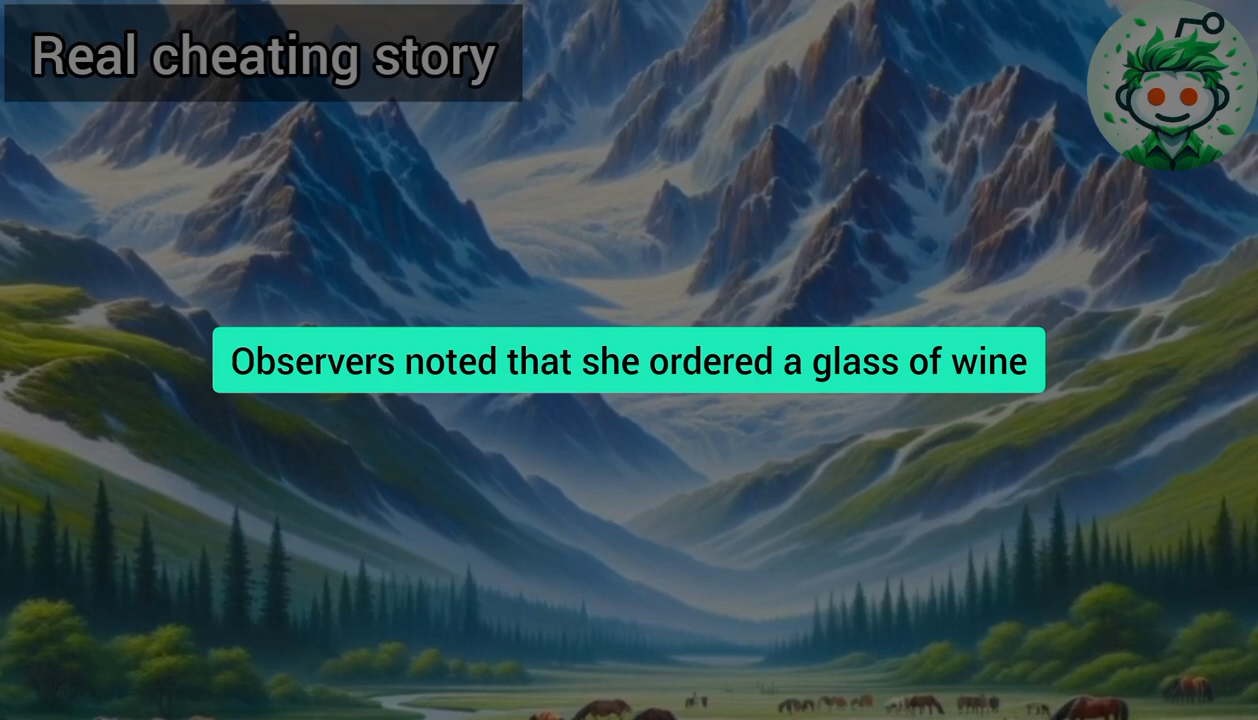 Real cheating story
Observers noted that she ordered a glass of wine